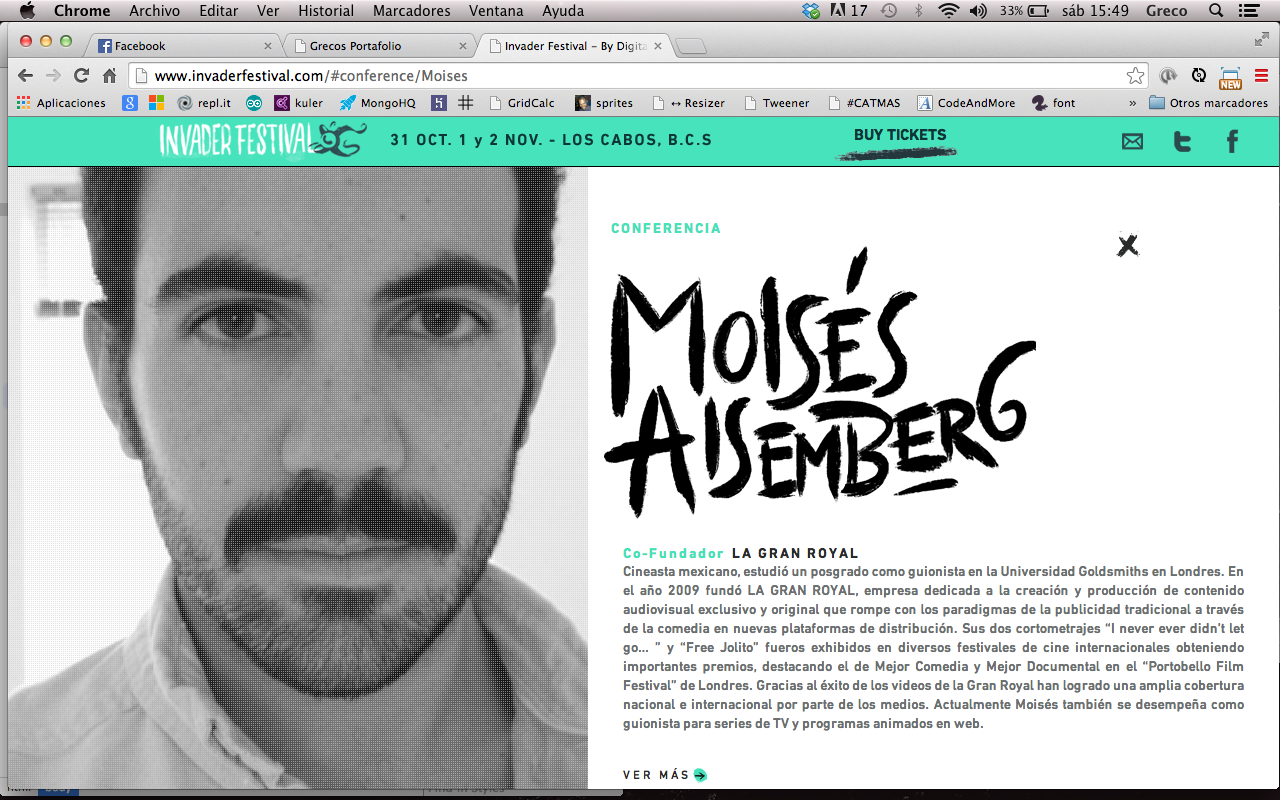 Chrome Archivo Editar Ver Historial Marcadores Ventana Ayuda 17 33% sáb 15:49 Greco
Facebook Grecos Portafolio Invader Festival – By Digita
www.invaderfestival.com/#conference/Moises
Aplicaciones repl.it kuler MongoHQ GridCalc sprites ↔ Resizer Tweener #CATMAS CodeAndMore font » Otros marcadores
NEW
INVADER FESTIVAL 31 OCT. 1 y 2 NOV. - LOS CABOS, B.C.S BUY TICKETS
CONFERENCIA
MOISÉS
AISEMBERG
Co-Fundador LA GRAN ROYAL
Cineasta mexicano, estudió un posgrado como guionista en la Universidad Goldsmiths en Londres. En
el año 2009 fundó LA GRAN ROYAL, empresa dedicada a la creación y producción de contenido
audiovisual exclusivo y original que rompe con los paradigmas de la publicidad tradicional a través
de la comedia en nuevas plataformas de distribución. Sus dos cortometrajes “I never ever didn’t let
go... ” y “Free Jolito” fueros exhibidos en diversos festivales de cine internacionales obteniendo
importantes premios, destacando el de Mejor Comedia y Mejor Documental en el “Portobello Film
Festival” de Londres. Gracias al éxito de los videos de la Gran Royal han logrado una amplia cobertura
nacional e internacional por parte de los medios. Actualmente Moisés también se desempeña como
guionista para series de TV y programas animados en web.
VER MÁS